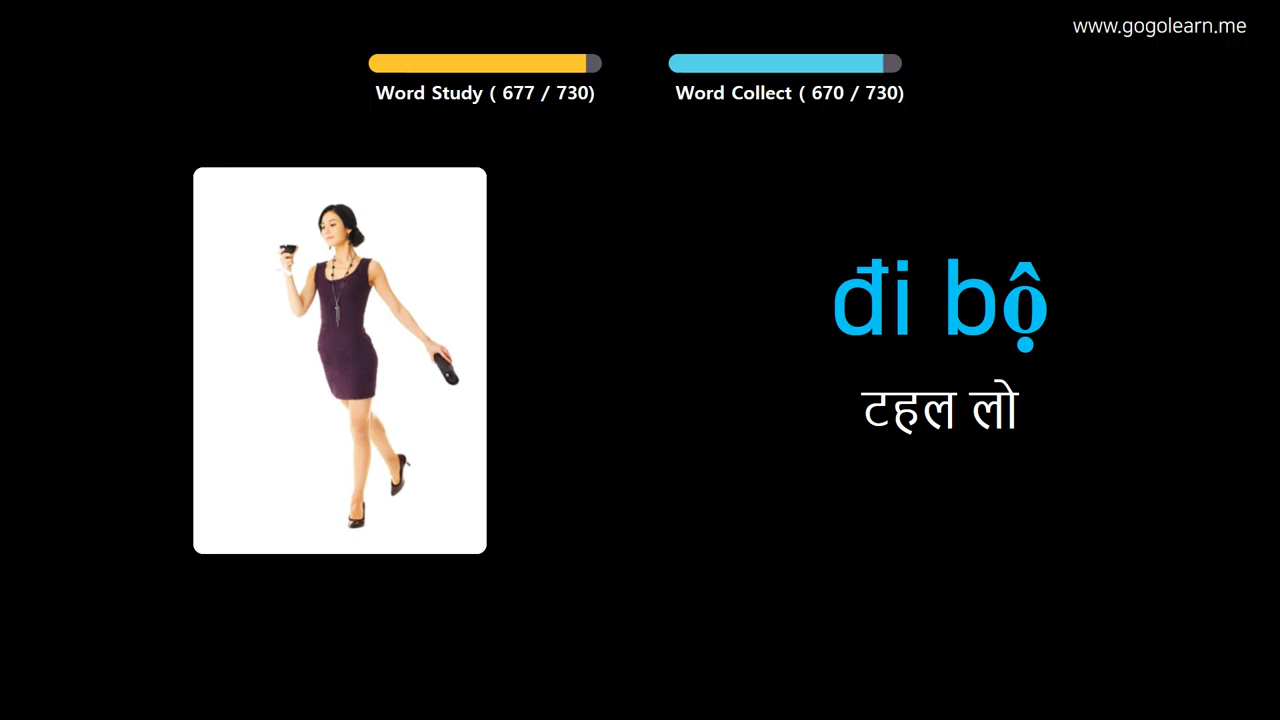 www.gogolearn.me
Word Study ( 677 / 730)
Word Collect ( 670 / 730)
đi bộ
टहल लो